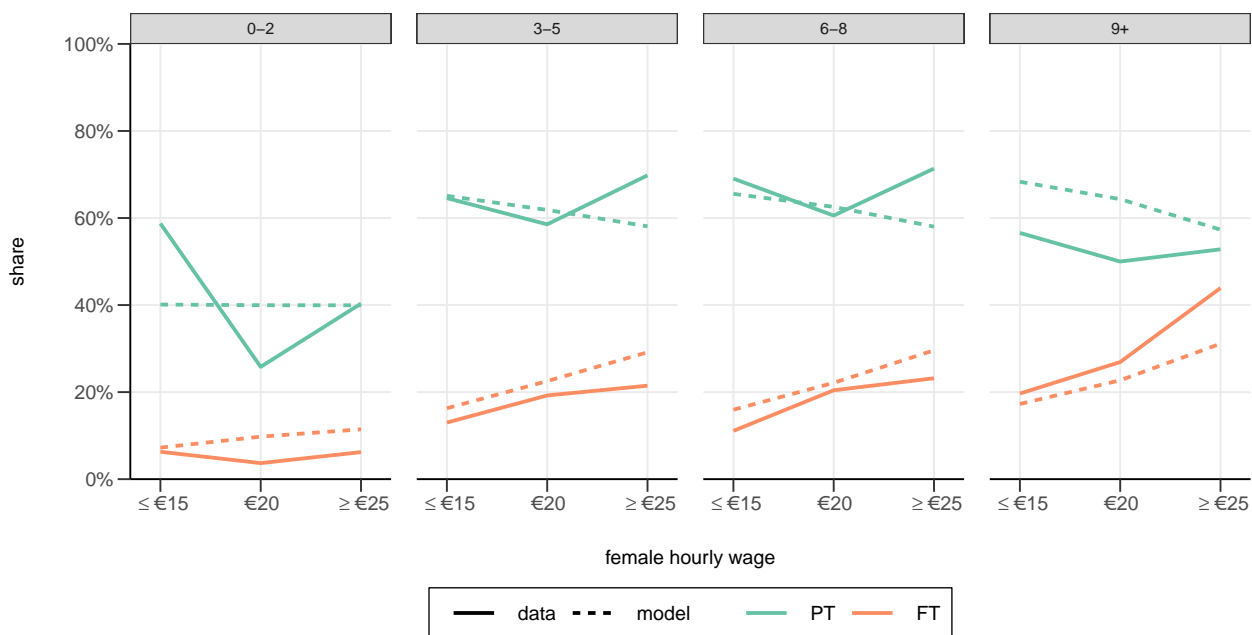 0–2 3–5 6–8 9+
100%
80%
60%
40%
20%
0%
share
≤ €15 €20 ≥ €25 ≤ €15 €20 ≥ €25 ≤ €15 €20 ≥ €25 ≤ €15 €20 ≥ €25
female hourly wage
data model PT FT